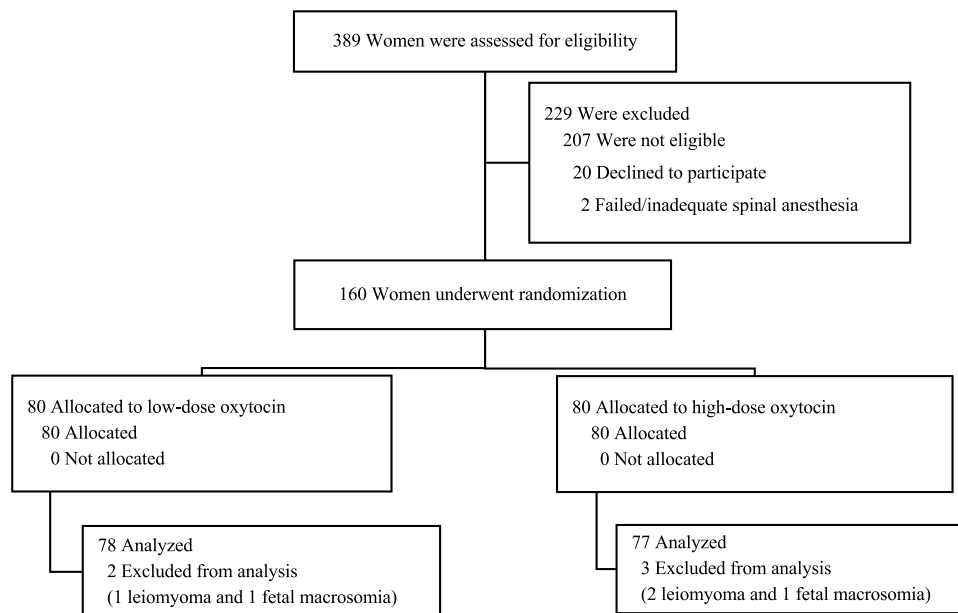 389 Women were assessed for eligibility
229 Were excluded
207 Were not eligible
20 Declined to participate
2 Failed/inadequate spinal anesthesia
160 Women underwent randomization
80 Allocated to low-dose oxytocin
80 Allocated
0 Not allocated
80 Allocated to high-dose oxytocin
80 Allocated
0 Not allocated
78 Analyzed
2 Excluded from analysis
(1 leiomyoma and 1 fetal macrosomia)
77 Analyzed
3 Excluded from analysis
(2 leiomyoma and 1 fetal macrosomia)